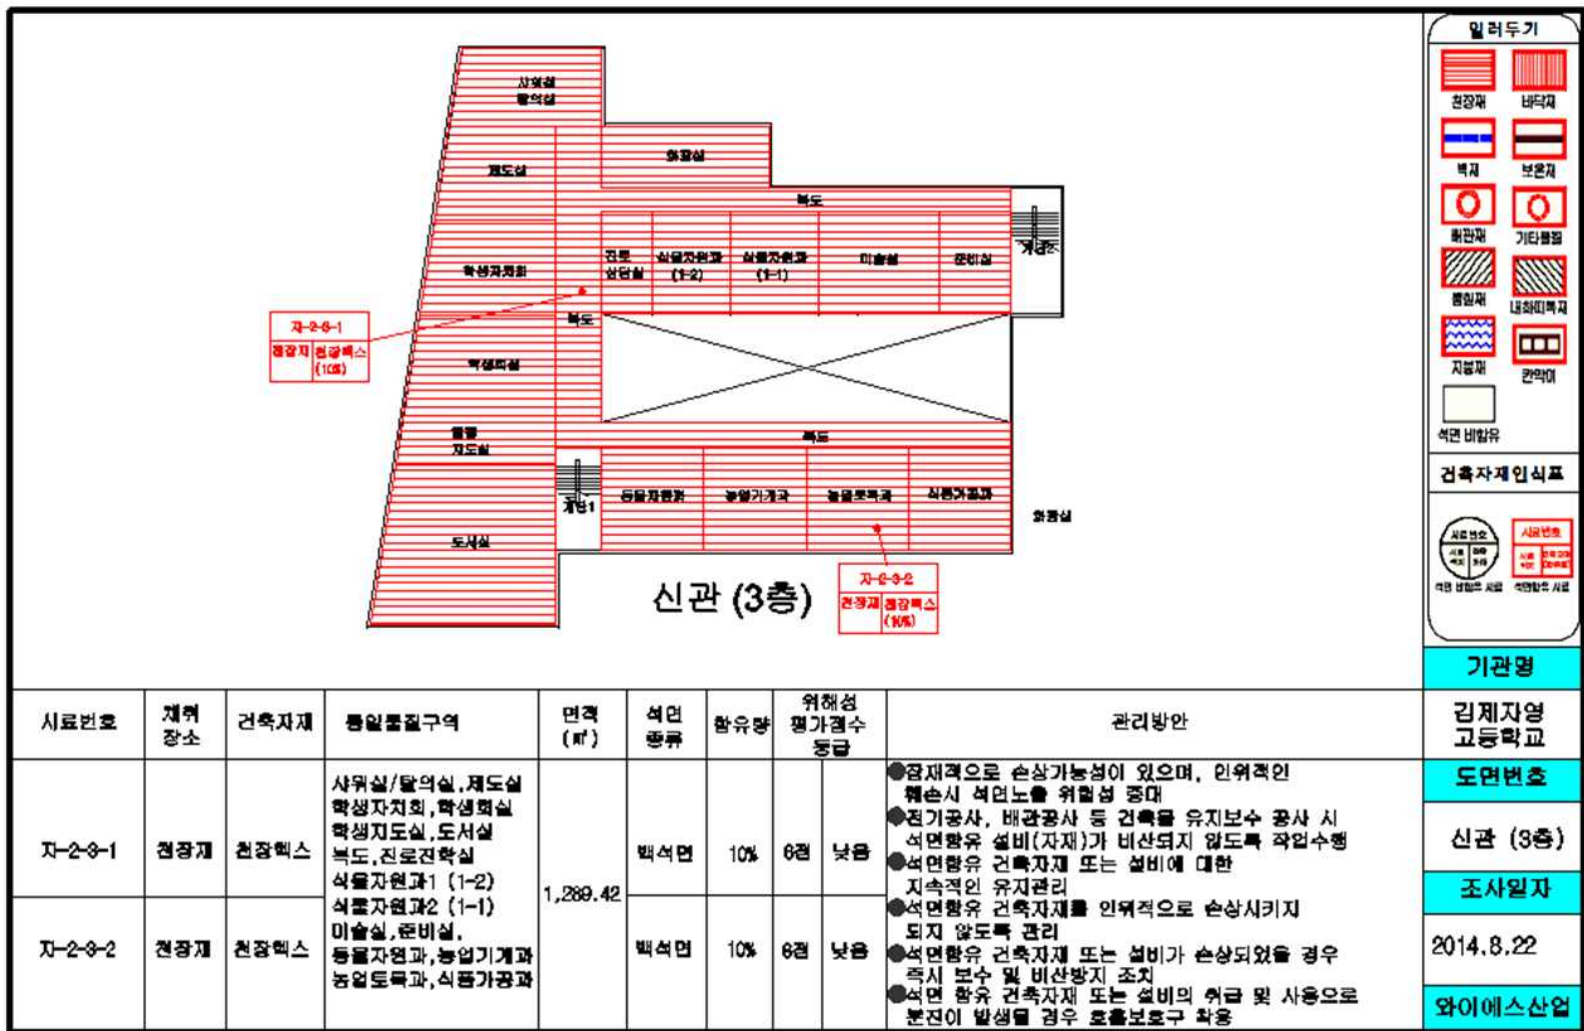 샤워실
탈의실
제도실
화장실
복도
계단2
학생자치회
진로
상담실
식물자원과
(1-2)
식물자원과
(1-1)
미술실
준비실
자-2-3-1
천장재
천장텍스
(10%)
복도
학생회실
지도실
복도
계단1
동물자원과
농업기계과
농업토목과
식품가공과
화장실
도서실
자-2-3-2
천장재
천장텍스
(10%)
신관 (3층)
일러두기
천장재
바닥재
벽재
보온재
배관재
기타물질
뿜칠재
내화피복재
지붕재
칸막이
석면 비함유
건축자재인식표
시료번호
시료번호
석면 비함유 시료
석면함유 시료
기관명
김제자영
고등학교
도면번호
신관 (3층)
조사일자
2014.8.22
와이에스산업
시료번호
채취
장소
건축자재
동일물질구역
면적
(㎡)
석면
종류
함유량
위해성
평가점수
등급
관리방안
자-2-3-1
천장재
천장텍스
샤워실/탈의실,제도실
학생자치회,학생회실
학생지도실,도서실
복도,진로진학실
식물자원과1 (1-2)
식물자원과2 (1-1)
미술실,준비실,
동물자원과,농업기계과
농업토목과,식품가공과
1,289.42
백석면
10%
6점
낮음
자-2-3-2
천장재
천장텍스
백석면
10%
6점
낮음
●잠재적으로 손상가능성이 있으며, 인위적인
훼손시 석면노출 위험성 증대
●전기공사, 배관공사 등 건축물 유지보수 공사 시
석면함유 설비(자재)가 비산되지 않도록 작업수행
●석면함유 건축자재 또는 설비에 대한
지속적인 유지관리
●석면함유 건축자재를 인위적으로 손상시키지
되지 않도록 관리
●석면함유 건축자재 또는 설비가 손상되었을 경우
즉시 보수 및 비산방지 조치
●석면 함유 건축자재 또는 설비의 취급 및 사용으로
분진이 발생될 경우 호흡보호구 착용